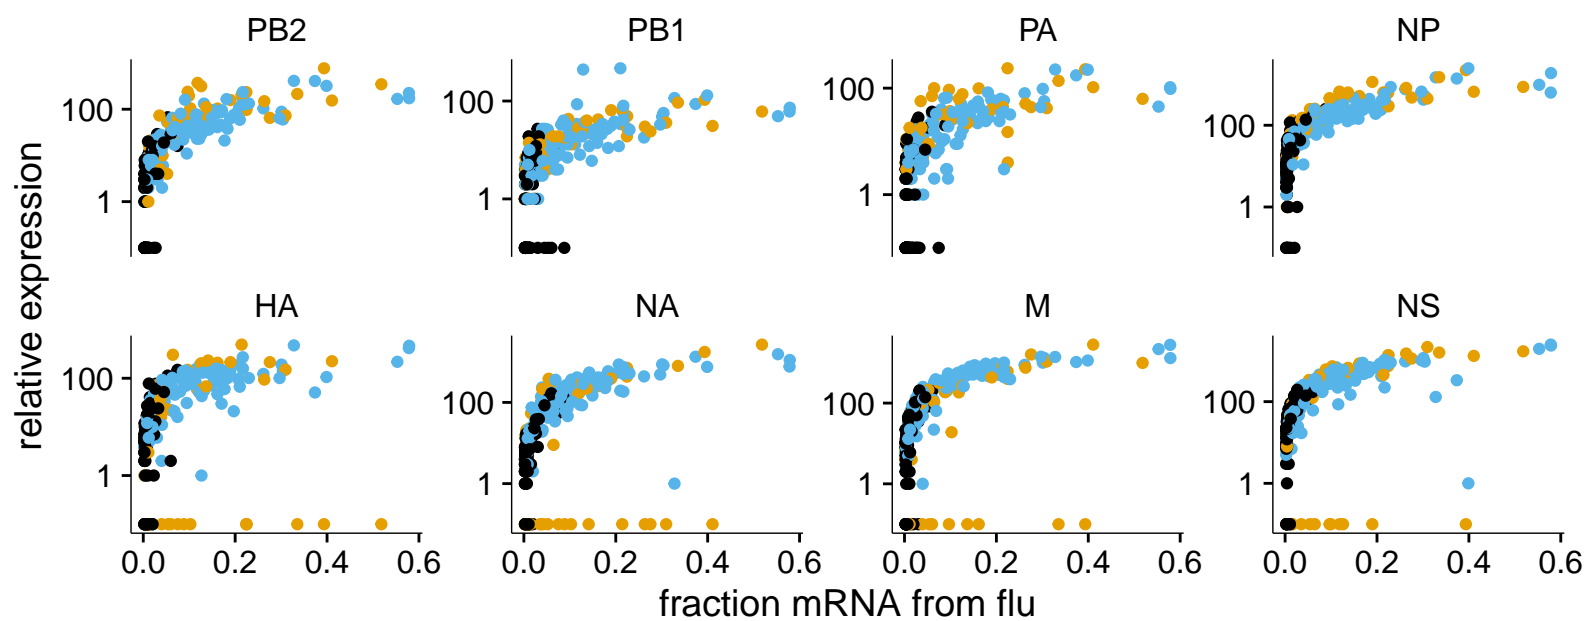 PB2 PB1 PA NP
100 100 100 100
1 1 1 1
relative expression
HA NA M NS
100 100 100 100
1 1 1 1
0.0 0.2 0.4 0.6 0.0 0.2 0.4 0.6 0.0 0.2 0.4 0.6 0.0 0.2 0.4 0.6
fraction mRNA from flu